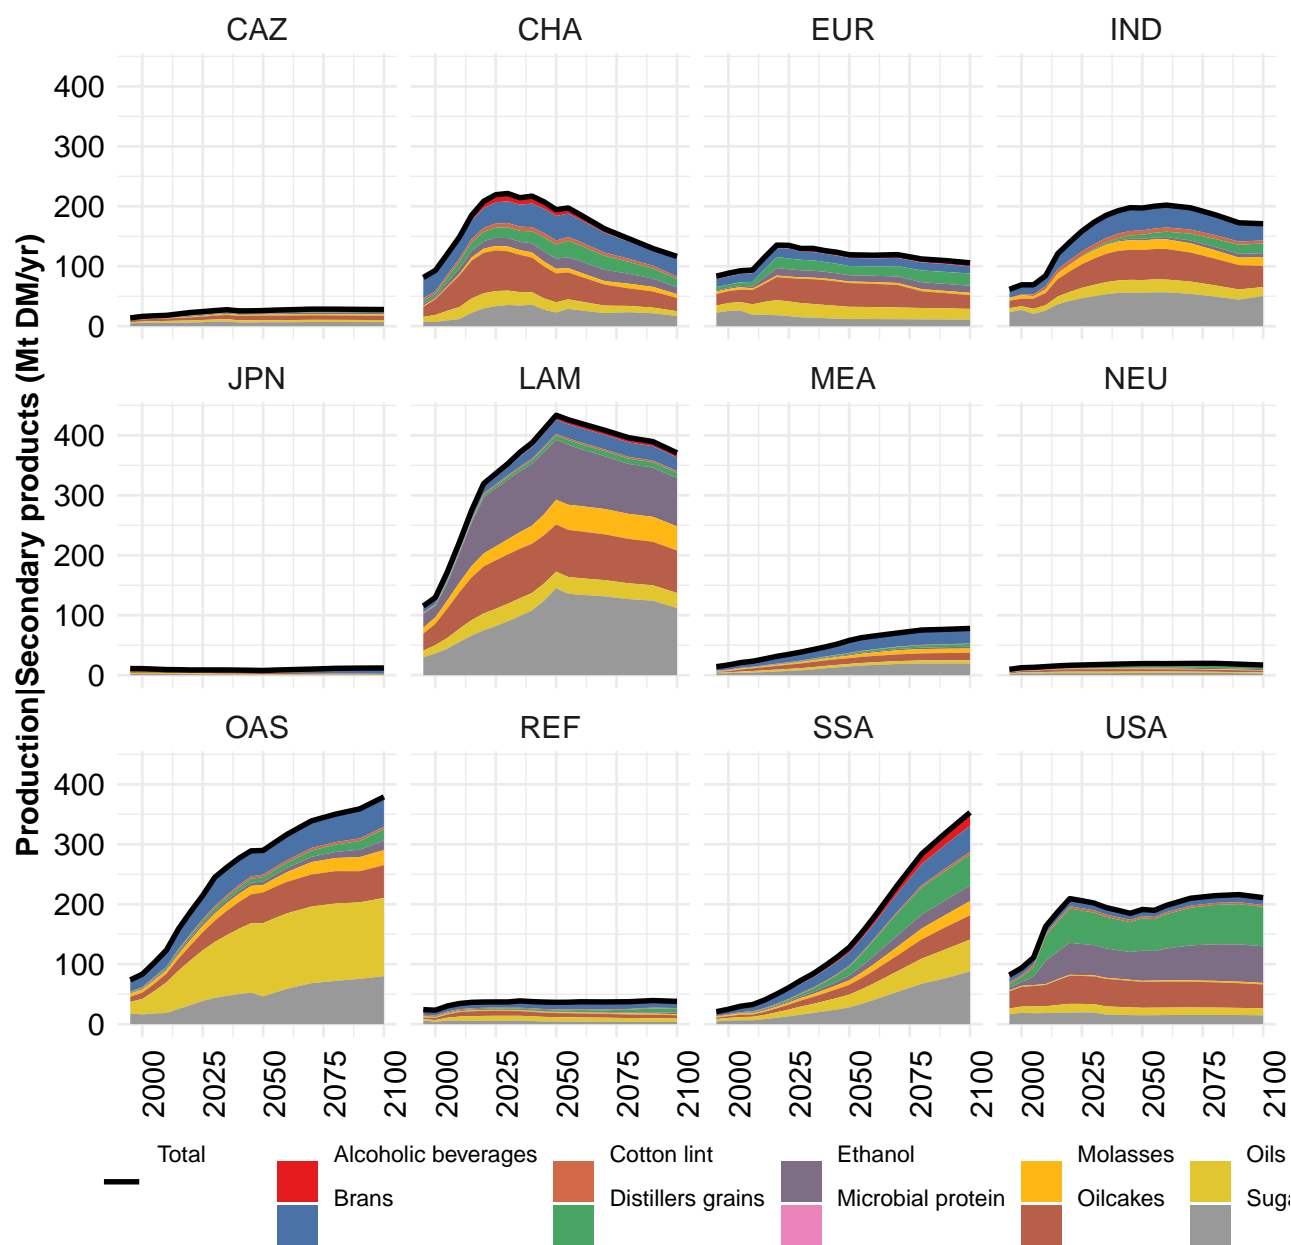 CAZ CHA EUR IND
400
300
200
100
0
JPN LAM MEA NEU
400
300
200
100
0
OAS REF SSA USA
400
300
200
100
0
Production|Secondary products (Mt DM/yr)
2000 2025 2050 2075 2100 2000 2025 2050 2075 2100 2000 2025 2050 2075 2100 2000 2025 2050 2075 2100
Total Alcoholic beverages Cotton lint Ethanol Molasses Oils
Brans Distillers grains Microbial protein Oilcakes Suga